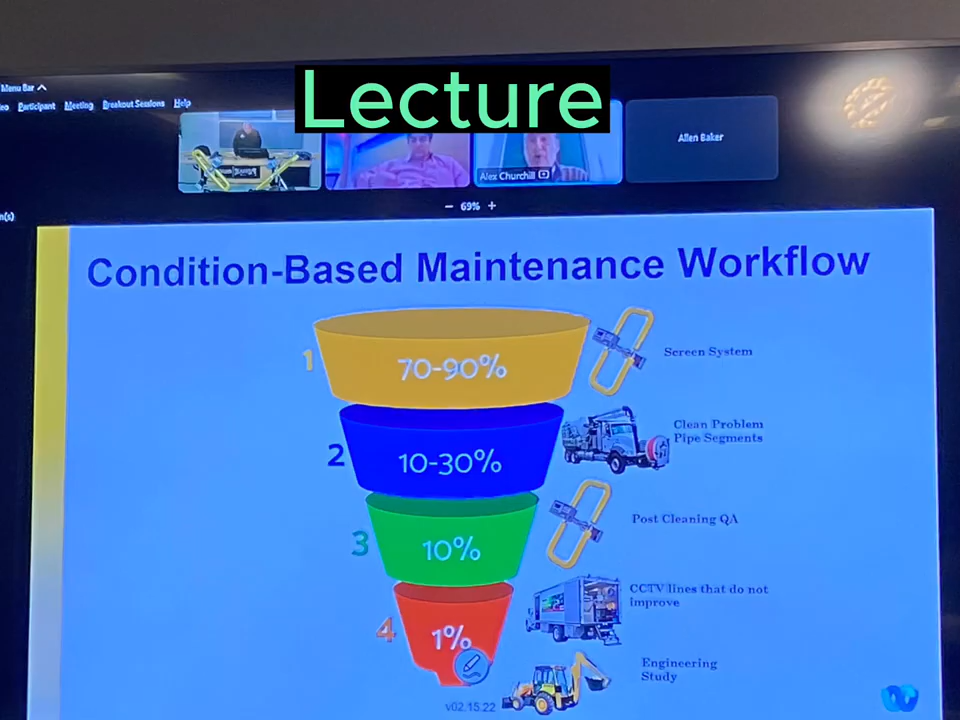 Lecture
Menu Bar
Participant Meeting Breakout Sessions Help
Alex Churchill
Allen Baker
69%
Condition-Based Maintenance Workflow
1
70-90%
Screen System
2
10-30%
Clean Problem
Pipe Segments
3
10%
Post Cleaning QA
4
1%
CCTV lines that do not
improve
Engineering
Study
v02.15.22